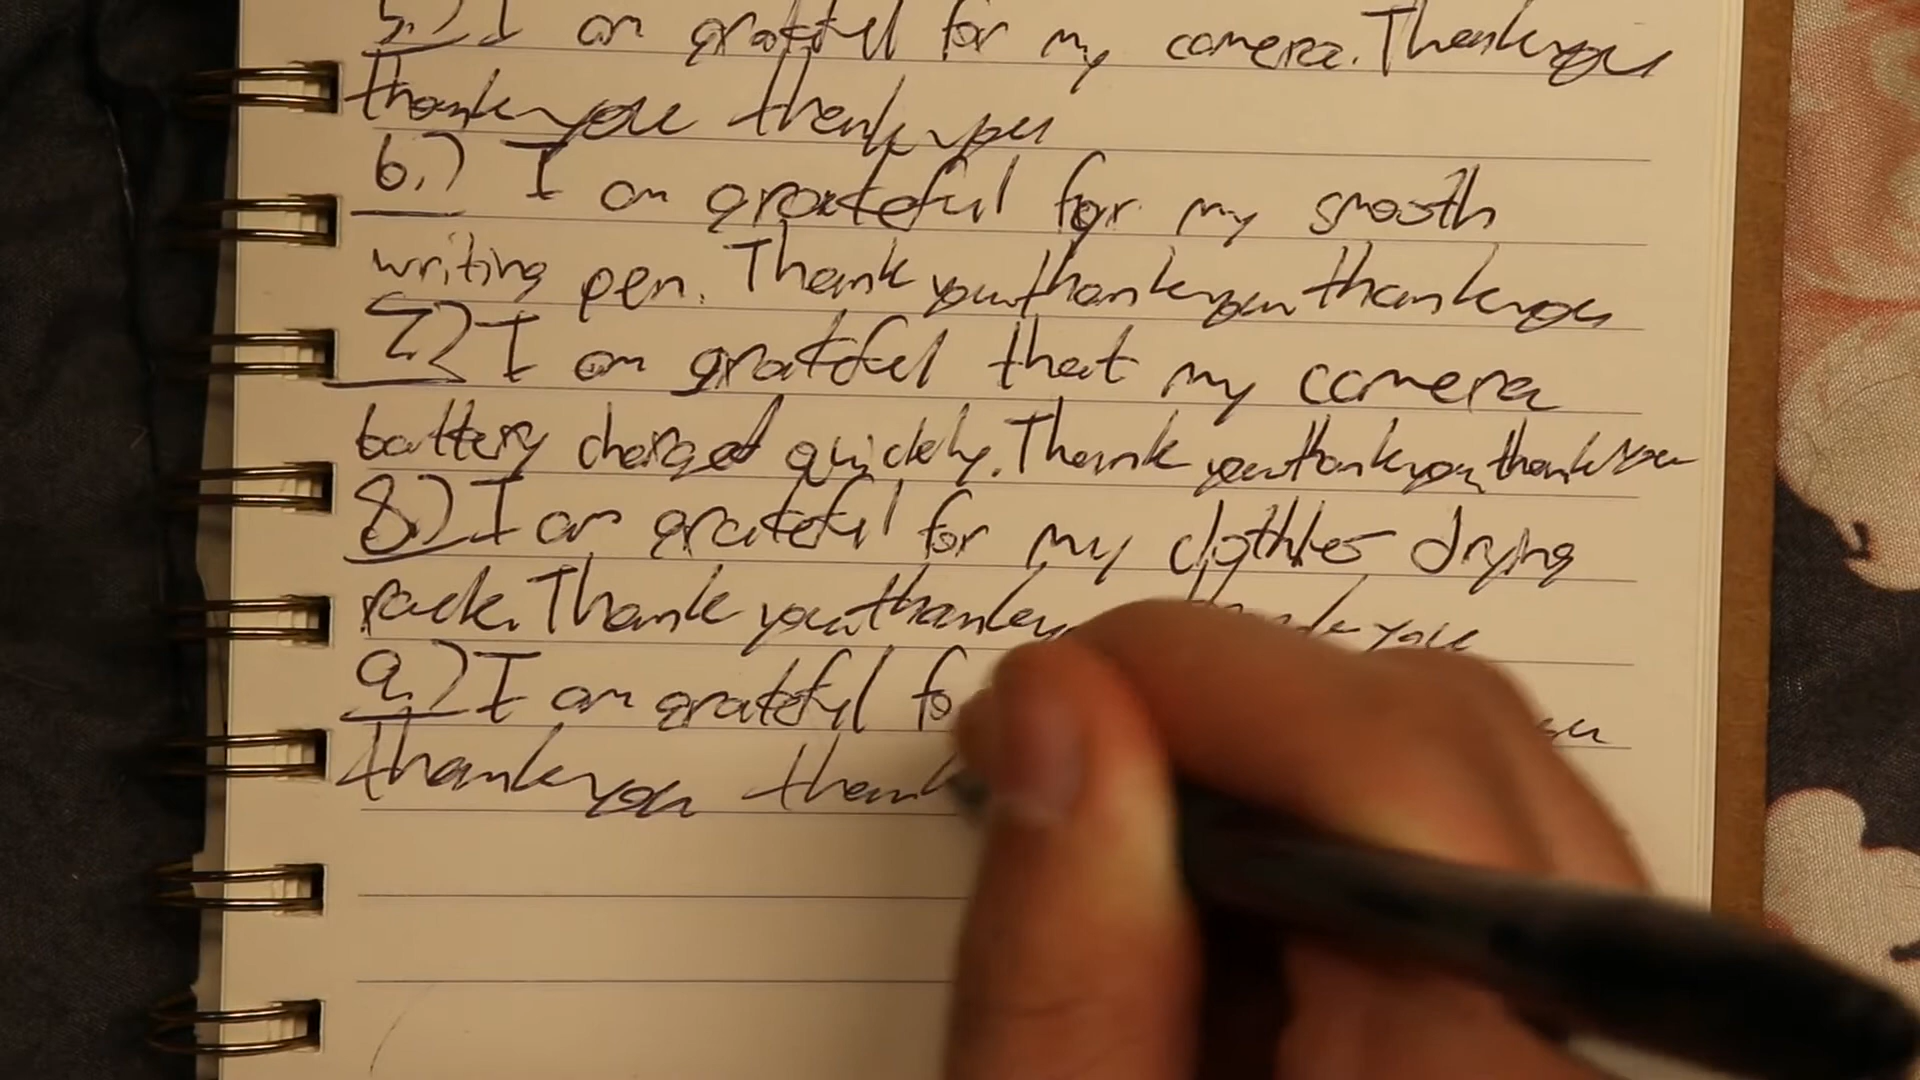 5.) I am grateful for my camera. Thank you
thank you thank you
6.) I am grateful for my smooth
writing pen. Thank you thank you thank you
7.) I am grateful that my camera
battery charged quickly. Thank you thank you thank you
8.) I am grateful for my clothes drying
rack. Thank you thank you
9.) I am grateful
thank you